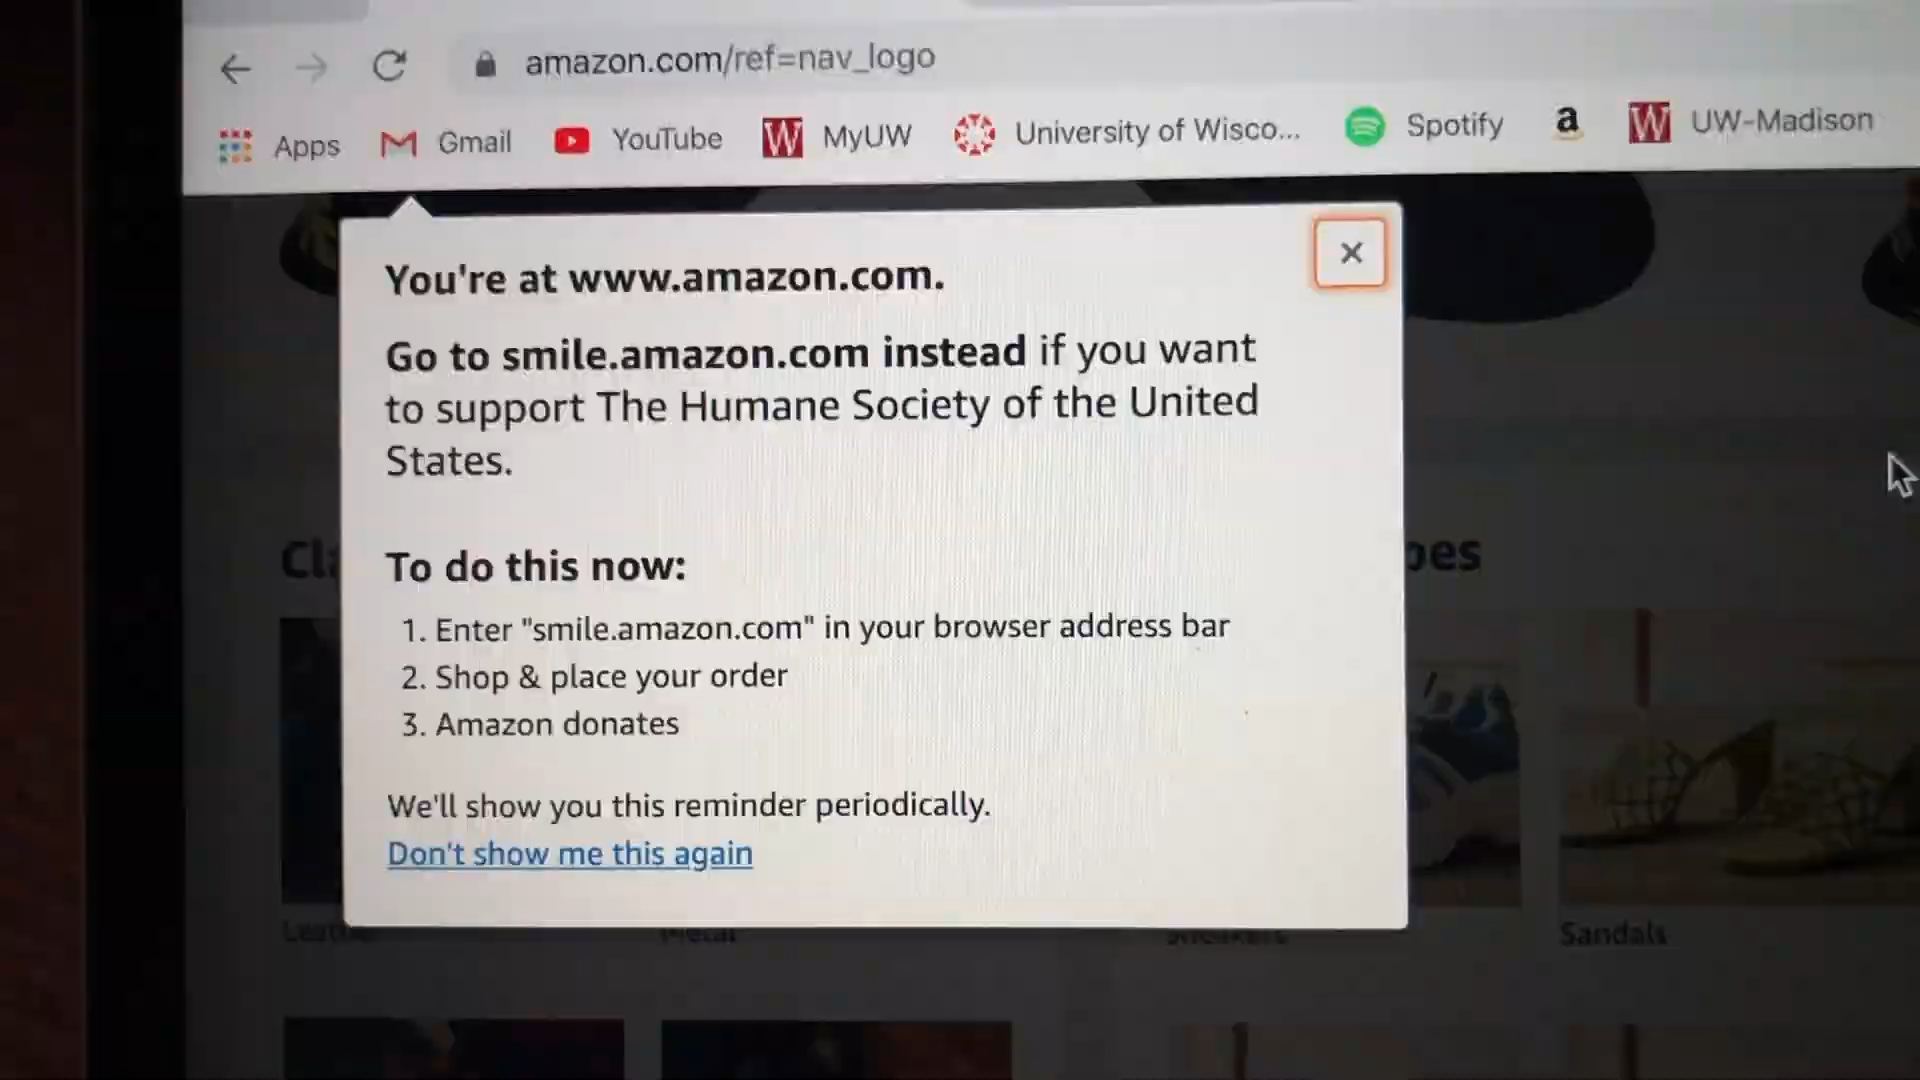 amazon.com/ref=nav_logo
Apps Gmail YouTube MyUW University of Wisco... Spotify a UW-Madison
You're at www.amazon.com.
Go to smile.amazon.com instead if you want
to support The Humane Society of the United
States.
To do this now:
1. Enter "smile.amazon.com" in your browser address bar
2. Shop & place your order
3. Amazon donates
We'll show you this reminder periodically.
Don't show me this again
Sandals